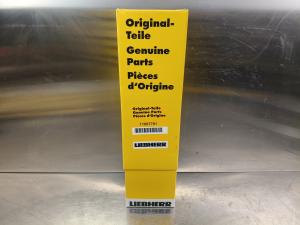 Original-
Teile
Genuine
Parts
Pièces
d'Origine
Original-Teile
Genuine Parts
Pièces d'Origine
LIEBHERR
LIEBHERR